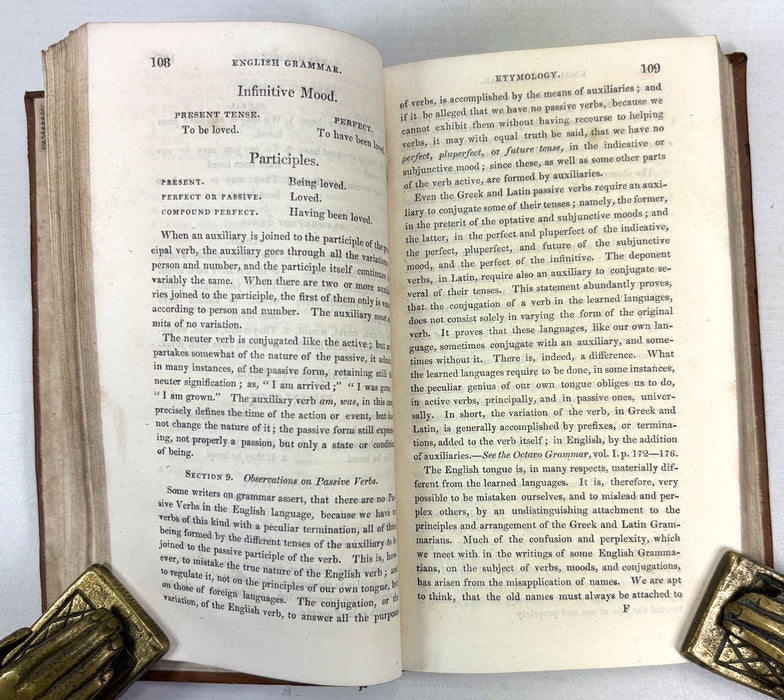 108
ENGLISH GRAMMAR.
Infinitive Mood.
PRESENT TENSE.
PERFECT.
To be loved.
To have been loved.
Participles.
PRESENT.
Being loved.
PERFECT OR PASSIVE.
Loved.
COMPOUND PERFECT.
Having been loved.
When an auxiliary is joined to the participle of the
cipal verb, the auxiliary goes through all the variations
person and number, and the participle itself continues
variably the same. When there are two or more
ries joined to the participle, the first of them only is
according to person and number. The auxiliary
mits of no variation.
The neuter verb is conjugated like the active; but
partakes somewhat of the nature of the passive, it
in many instances, of the passive form, retaining still
neuter signification; as, "I am arrived;" "I was gone
"I am grown." The auxiliary verb am, was, in this
precisely defines the time of the action or event, but
not change the nature of it; the passive form still
ing, not properly a passion, but only a state or condition
of being.
SECTION 9. Observations on Passive Verbs.
Some writers on grammar assert, that there are no
sive Verbs in the English language, because we have
verbs of this kind with a peculiar termination, all of
being formed by the different tenses of the auxiliary to
joined to the passive participle of the verb. This is,
ever, to mistake the true nature of the English verb;
to regulate it, not on the principles of our own tongue, but
on those of foreign languages. The conjugation, or the
variation, of the English verb, to answer all the purposes
ETYMOLOGY.
109
of verbs, is accomplished by the means of auxiliaries; and
if it be alleged that we have no passive verbs, because we
cannot exhibit them without having recourse to helping
verbs, it may with equal truth be said, that we have no
perfect, pluperfect, or future tense, in the indicative or
subjunctive mood; since these, as well as some other parts
of the verb active, are formed by auxiliaries.
Even the Greek and Latin passive verbs require an auxi-
liary to conjugate some of their tenses; namely, the former,
in the preterit of the optative and subjunctive moods; and
the latter, in the perfect and pluperfect of the indicative,
the perfect, pluperfect, and future of the subjunctive
mood, and the perfect of the infinitive. The deponent
verbs, in Latin, require also an auxiliary to conjugate se-
veral of their tenses. This statement abundantly proves,
that the conjugation of a verb in the learned languages,
does not consist solely in varying the form of the original
verb. It proves that these languages, like our own lan-
guage, sometimes conjugate with an auxiliary, and some-
times without it. There is, indeed, a difference. What
the learned languages require to be done, in some instances,
the peculiar genius of our own tongue obliges us to do,
in active verbs, principally, and in passive ones, univer-
sally. In short, the variation of the verb, in Greek and
Latin, is generally accomplished by prefixes, or termina-
tions, added to the verb itself; in English, by the addition
of auxiliaries.—See the Octavo Grammar, vol. I. p. 172—176.
The English tongue is, in many respects, materially dif-
ferent from the learned languages. It is, therefore, very
possible to be mistaken ourselves, and to mislead and per-
plex others, by an undistinguishing attachment to the
principles and arrangement of the Greek and Latin Gram-
marians. Much of the confusion and perplexity, which
we meet with in the writings of some English Gramma-
rians, on the subject of verbs, moods, and conjugations,
has arisen from the misapplication of names. We are apt
to think, that the old names must always be attached to
F